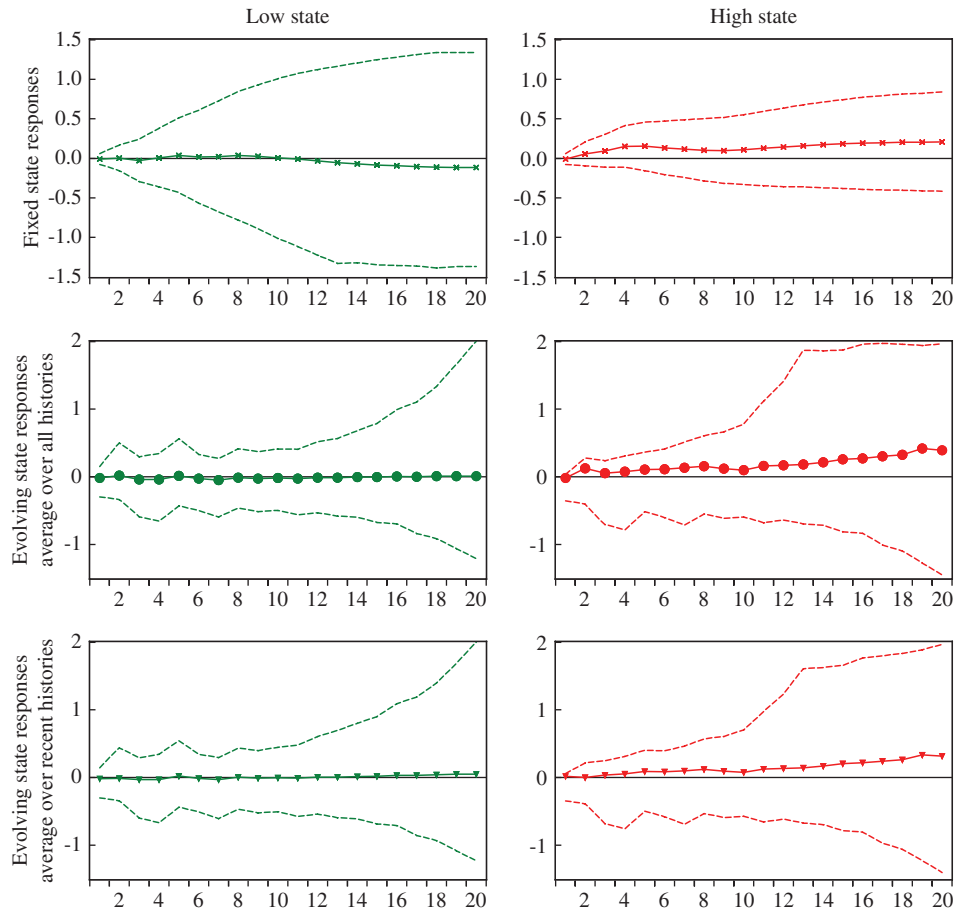 Low state
High state
Fixed state responses
1.5
1.0
0.5
0.0
-0.5
-1.0
-1.5
2 4 6 8 10 12 14 16 18 20
1.5
1.0
0.5
0.0
-0.5
-1.0
-1.5
2 4 6 8 10 12 14 16 18 20
Evolving state responses
average over all histories
2
1
0
-1
2 4 6 8 10 12 14 16 18 20
2
1
0
-1
2 4 6 8 10 12 14 16 18 20
Evolving state responses
average over recent histories
2
1
0
-1
2 4 6 8 10 12 14 16 18 20
2
1
0
-1
2 4 6 8 10 12 14 16 18 20